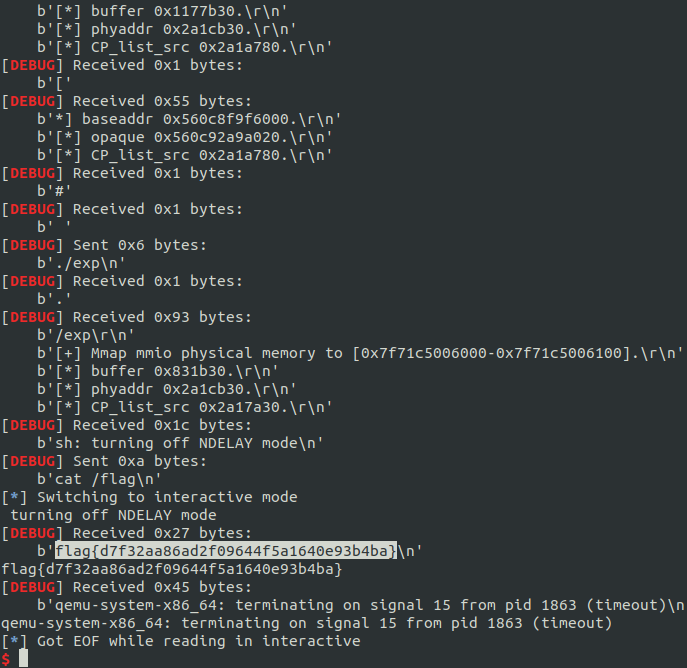 b'[*] buffer 0x1177b30.\r\n'
b'[*] phyaddr 0x2a1cb30.\r\n'
b'[*] CP_list_src 0x2a1a780.\r\n'
[DEBUG] Received 0x1 bytes:
b'['
[DEBUG] Received 0x55 bytes:
b'*] baseaddr 0x560c8f9f6000.\r\n'
b'[*] opaque 0x560c92a9a020.\r\n'
b'[*] CP_list_src 0x2a1a780.\r\n'
[DEBUG] Received 0x1 bytes:
b'#'
[DEBUG] Received 0x1 bytes:
b' '
[DEBUG] Sent 0x6 bytes:
b'./exp\n'
[DEBUG] Received 0x1 bytes:
b'.'
[DEBUG] Received 0x93 bytes:
b'/exp\r\n'
b'[+] Mmap mmio physical memory to [0x7f71c5006000-0x7f71c5006100].\r\n'
b'[*] buffer 0x831b30.\r\n'
b'[*] phyaddr 0x2a1cb30.\r\n'
b'[*] CP_list_src 0x2a17a30.\r\n'
[DEBUG] Received 0x1c bytes:
b'sh: turning off NDELAY mode\n'
[DEBUG] Sent 0xa bytes:
b'cat /flag\n'
[*] Switching to interactive mode
turning off NDELAY mode
[DEBUG] Received 0x27 bytes:
b'flag{d7f32aa86ad2f09644f5a1640e93b4ba}\n'
flag{d7f32aa86ad2f09644f5a1640e93b4ba}
[DEBUG] Received 0x45 bytes:
b'qemu-system-x86_64: terminating on signal 15 from pid 1863 (timeout)\n
qemu-system-x86_64: terminating on signal 15 from pid 1863 (timeout)
[*] Got EOF while reading in interactive
$